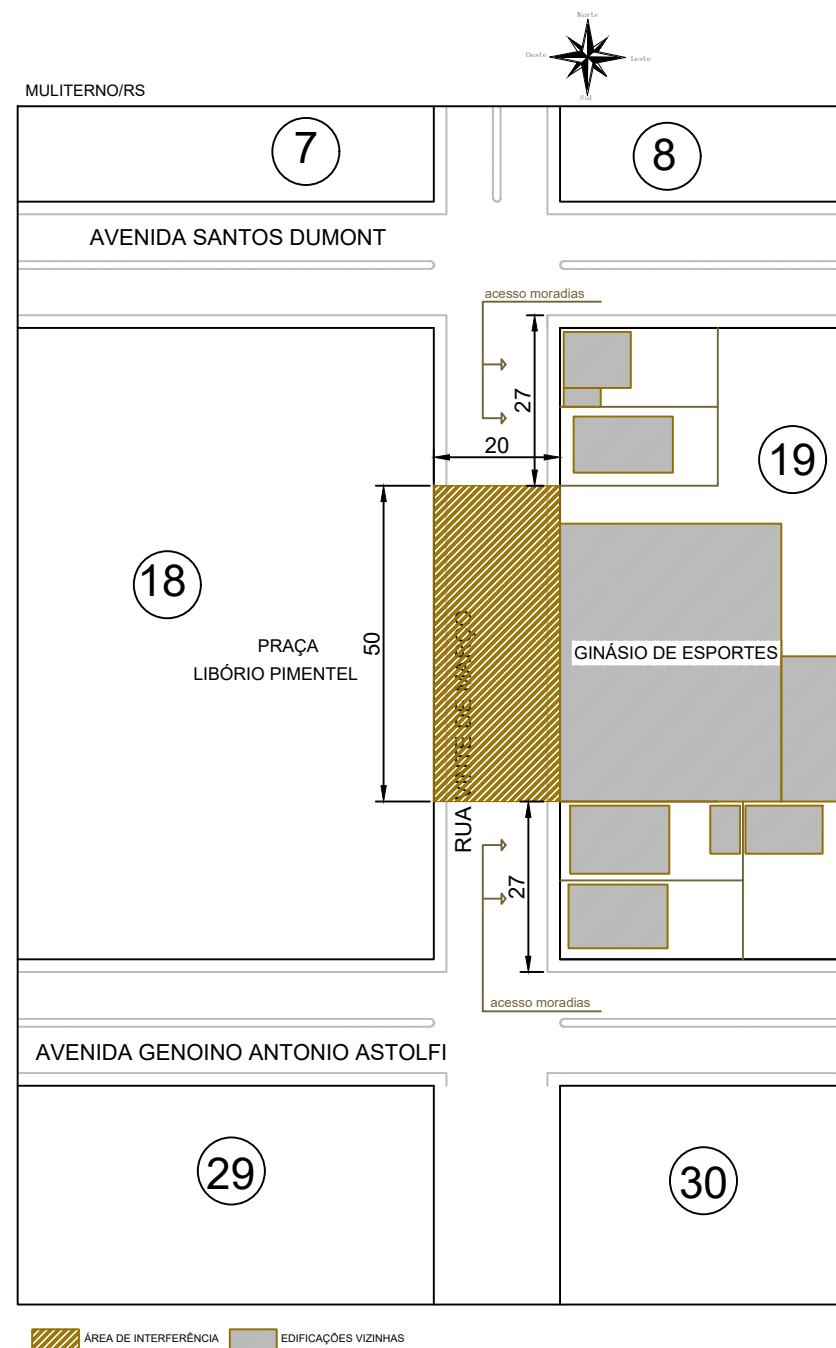 Norte
Oeste
Leste
Sul
MULITERNO/RS
7
8
AVENIDA SANTOS DUMONT
acesso moradias
27
20
19
18
50
PRAÇA
LIBÓRIO PIMENTEL
GINÁSIO DE ESPORTES
RUA VINTE DE MARÇO
27
acesso moradias
AVENIDA GENOINO ANTONIO ASTOLFI
29
30
ÁREA DE INTERFERÊNCIA
EDIFICAÇÕES VIZINHAS